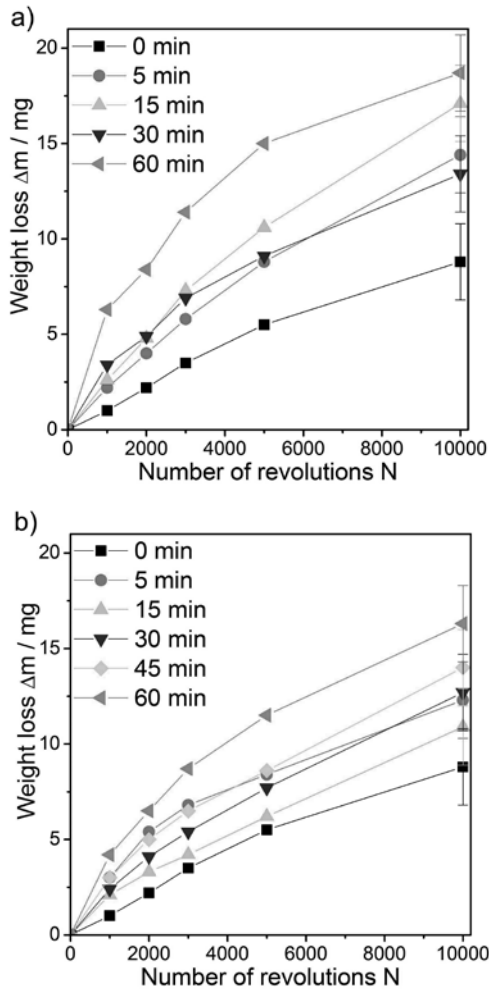 a)
20
15
10
5
0
Weight loss Δm / mg
0 min
5 min
15 min
30 min
60 min
0 2000 4000 6000 8000 10000
Number of revolutions N
b)
20
15
10
5
0
Weight loss Δm / mg
0 min
5 min
15 min
30 min
45 min
60 min
0 2000 4000 6000 8000 10000
Number of revolutions N